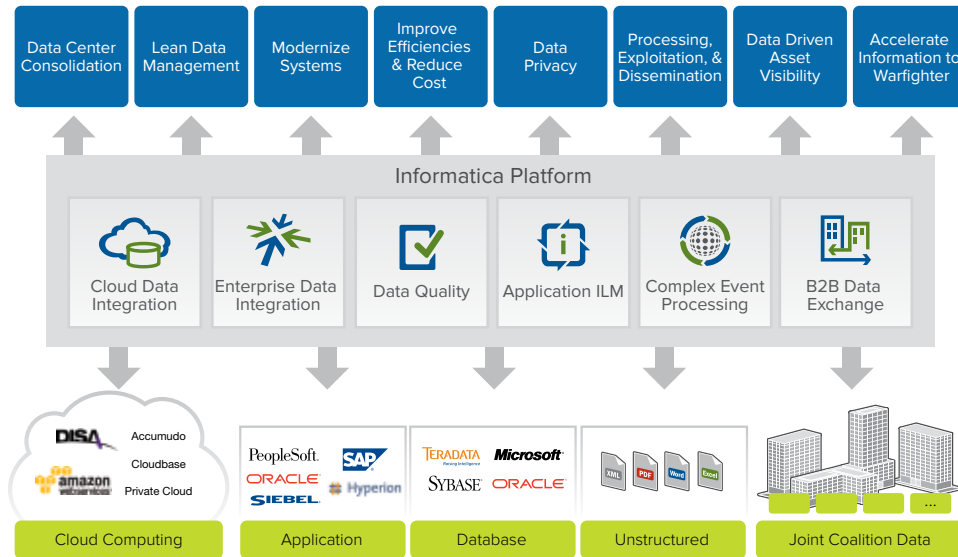 Data Center
Consolidation
Lean Data
Management
Modernize
Systems
Improve
Efficiencies
& Reduce
Cost
Data
Privacy
Processing,
Exploitation, &
Dissemination
Data Driven
Asset
Visibility
Accelerate
Information to
Warfighter
Informatica Platform
Cloud Data
Integration
Enterprise Data
Integration
Data Quality
i
Application ILM
Complex Event
Processing
B2B Data
Exchange
DISA
Accumudo
Cloudbase
amazon
webservices
Private Cloud
PeopleSoft.
SAP
ORACLE
Hyperion
SIEBEL
TERADATA
Raising Intelligence
Microsoft
SYBASE
ORACLE
XML
PDF
Word
Excel
...
Cloud Computing
Application
Database
Unstructured
Joint Coalition Data